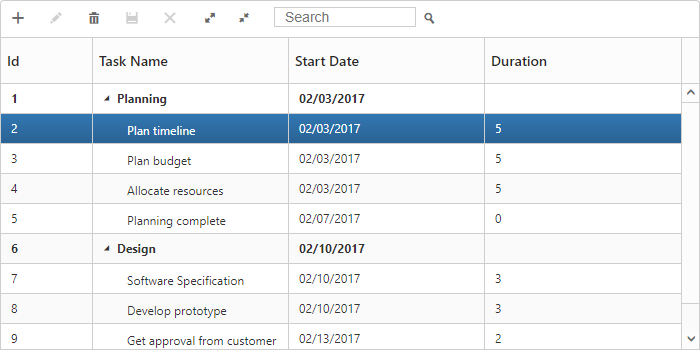 Search
Id Task Name Start Date Duration
1 Planning 02/03/2017
2 Plan timeline 02/03/2017 5
3 Plan budget 02/03/2017 5
4 Allocate resources 02/03/2017 5
5 Planning complete 02/07/2017 0
6 Design 02/10/2017
7 Software Specification 02/10/2017 3
8 Develop prototype 02/10/2017 3
9 Get approval from customer 02/13/2017 2